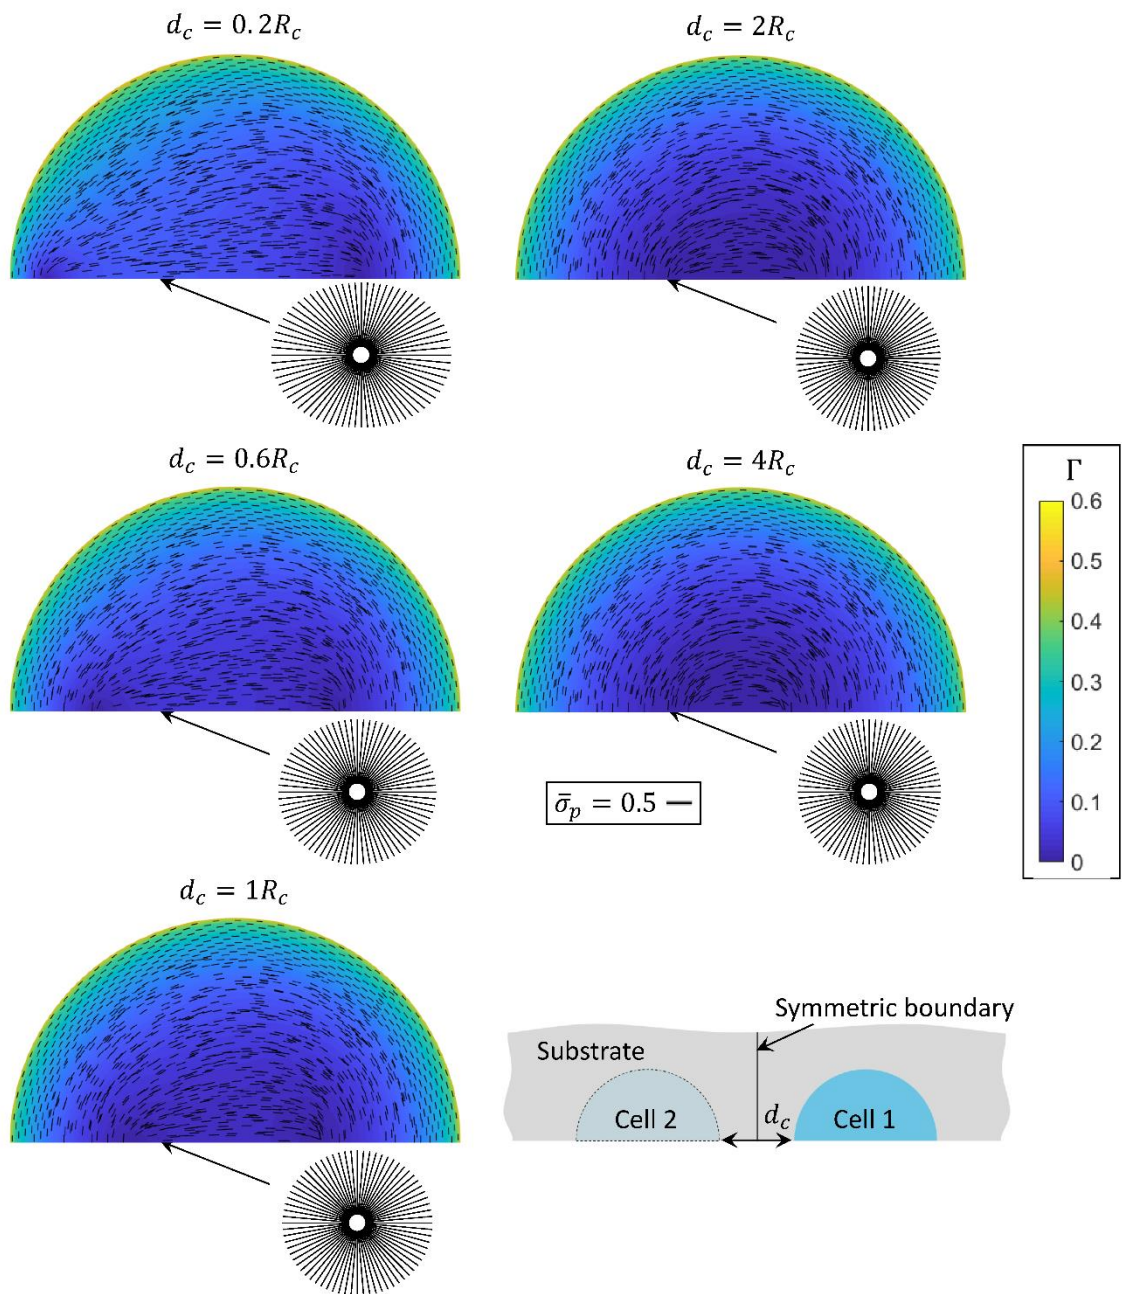 d_c = 0.2R_c
d_c = 2R_c
d_c = 0.6R_c
d_c = 4R_c
Γ
0.6
0.5
0.4
0.3
0.2
0.1
0
σ̄_p = 0.5
d_c = 1R_c
Symmetric boundary
Substrate
Cell 2
d_c
Cell 1